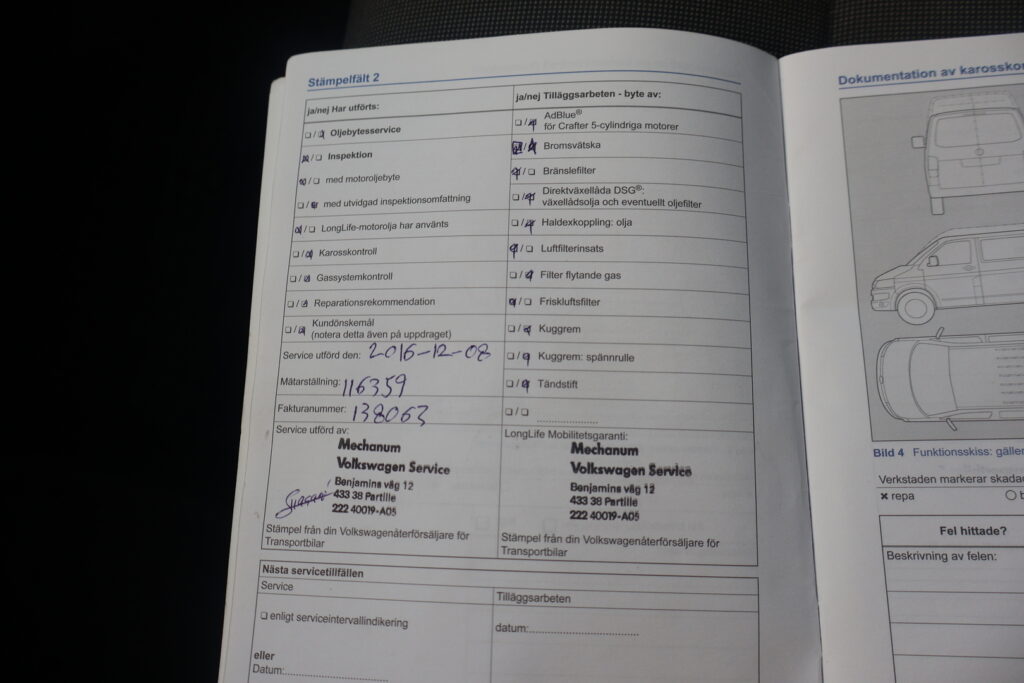 Stämpelfält 2
ja/nej Har utförts:
❏/❏ Oljebytesservice
❏/❏ Inspektion
❏/❏ med motoroljebyte
❏/❏ med utvidgad inspektionsomfattning
❏/❏ LongLife-motorolja har använts
❏/❏ Karosskontroll
❏/❏ Gassystemkontroll
❏/❏ Reparationsrekommendation
❏/❏ Kundönskemål
(notera detta även på uppdraget)
Service utförd den: 2016-12-08
Mätarställning: 116359
Fakturanummer: 138063
Service utförd av:
Mechanum
Volkswagen Service
Benjamins väg 12
433 38 Partille
222 40019-A05
Stämpel från din Volkswagenåterförsäljare för
Transportbilar
ja/nej Tilläggsarbeten - byte av:
❏/❏ AdBlue®
för Crafter 5-cylindriga motorer
❏/❏ Bromsvätska
❏/❏ Bränslefilter
❏/❏ Direktväxellåda DSG®:
växellådsolja och eventuellt oljefilter
❏/❏ Haldexkoppling: olja
❏/❏ Luftfilterinsats
❏/❏ Filter flytande gas
❏/❏ Friskluftsfilter
❏/❏ Kuggrem
❏/❏ Kuggrem: spännrulle
❏/❏ Tändstift
❏/❏
LongLife Mobilitetsgaranti:
Mechanum
Volkswagen Service
Benjamins väg 12
433 38 Partille
222 40019-A05
Stämpel från din Volkswagenåterförsäljare för
Transportbilar
Nästa servicetillfällen
Service
❏ enligt serviceintervallindikering
eller
Datum:
Tilläggsarbeten
datum:
Dokumentation av
Bild 4 Funktionsskiss:
Verkstaden markerar
× repa
Fel hittade?
Beskrivning av felen: